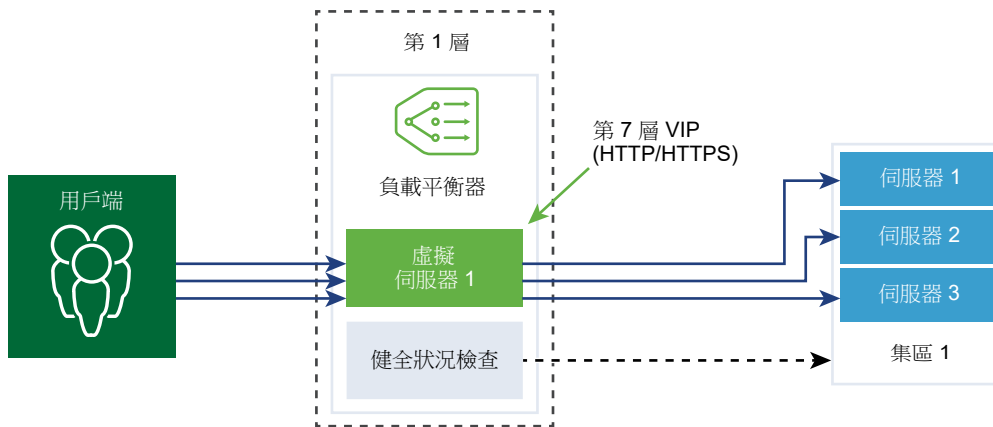 第 1 層
負載平衡器
第 7 層 VIP
(HTTP/HTTPS)
用戶端
虛擬
伺服器 1
健全狀況檢查
伺服器 1
伺服器 2
伺服器 3
集區 1